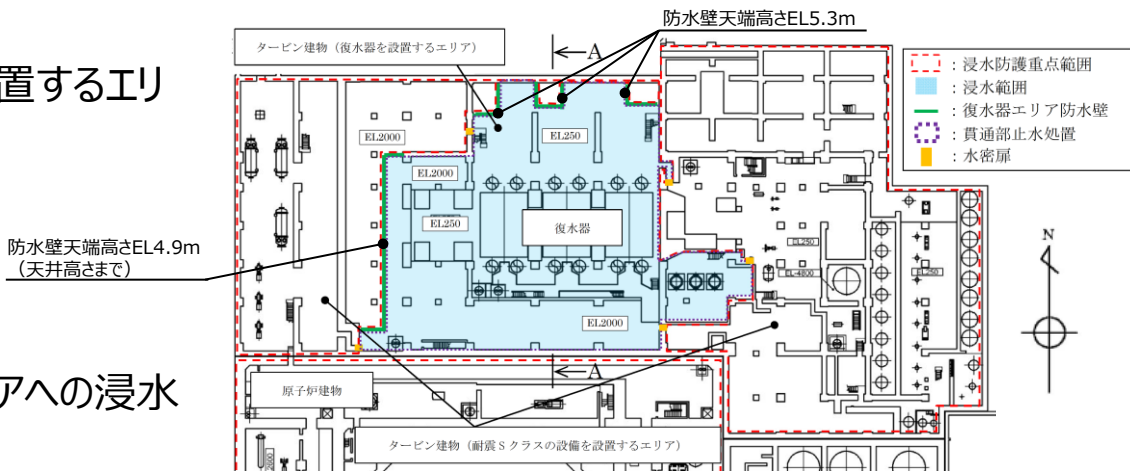 防水壁天端高さEL5.3m
タービン建物（復水器を設置するエリア）
A
置するエリ
：浸水防護重点範囲
：浸水範囲
：復水器エリア防水壁
：貫通部止水処置
：水密扉
EL2000
EL250
EL2000
EL250
復水器
防水壁天端高さEL4.9m
（天井高さまで）
EL250
EL-4800
EL250
N
EL2000
A
アへの浸水
原子炉建物
タービン建物（耐震Sクラスの設備を設置するエリア）